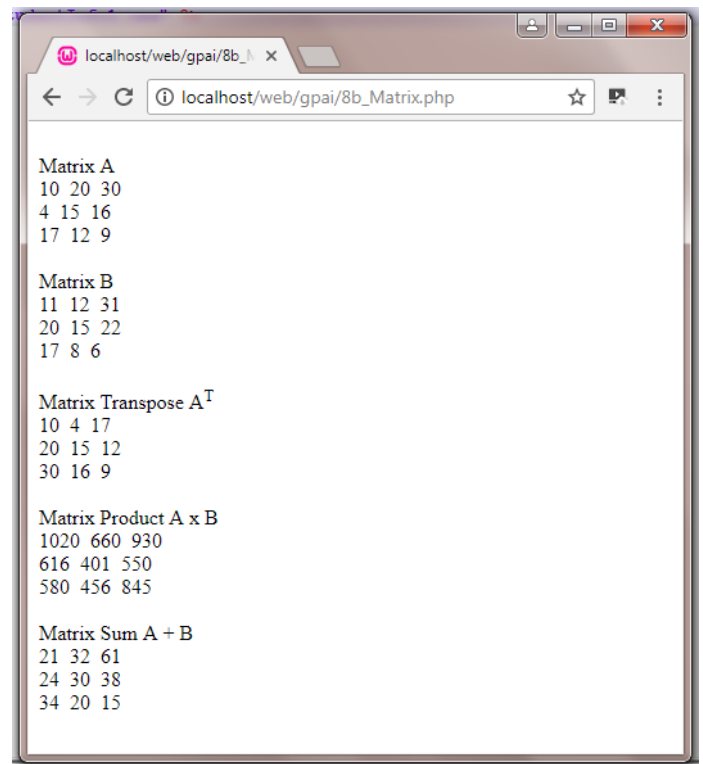 localhost/web/gpai/8b_
localhost/web/gpai/8b_Matrix.php
Matrix A
10 20 30
4 15 16
17 12 9
Matrix B
11 12 31
20 15 22
17 8 6
Matrix Transpose A^T
10 4 17
20 15 12
30 16 9
Matrix Product A x B
1020 660 930
616 401 550
580 456 845
Matrix Sum A + B
21 32 61
24 30 38
34 20 15